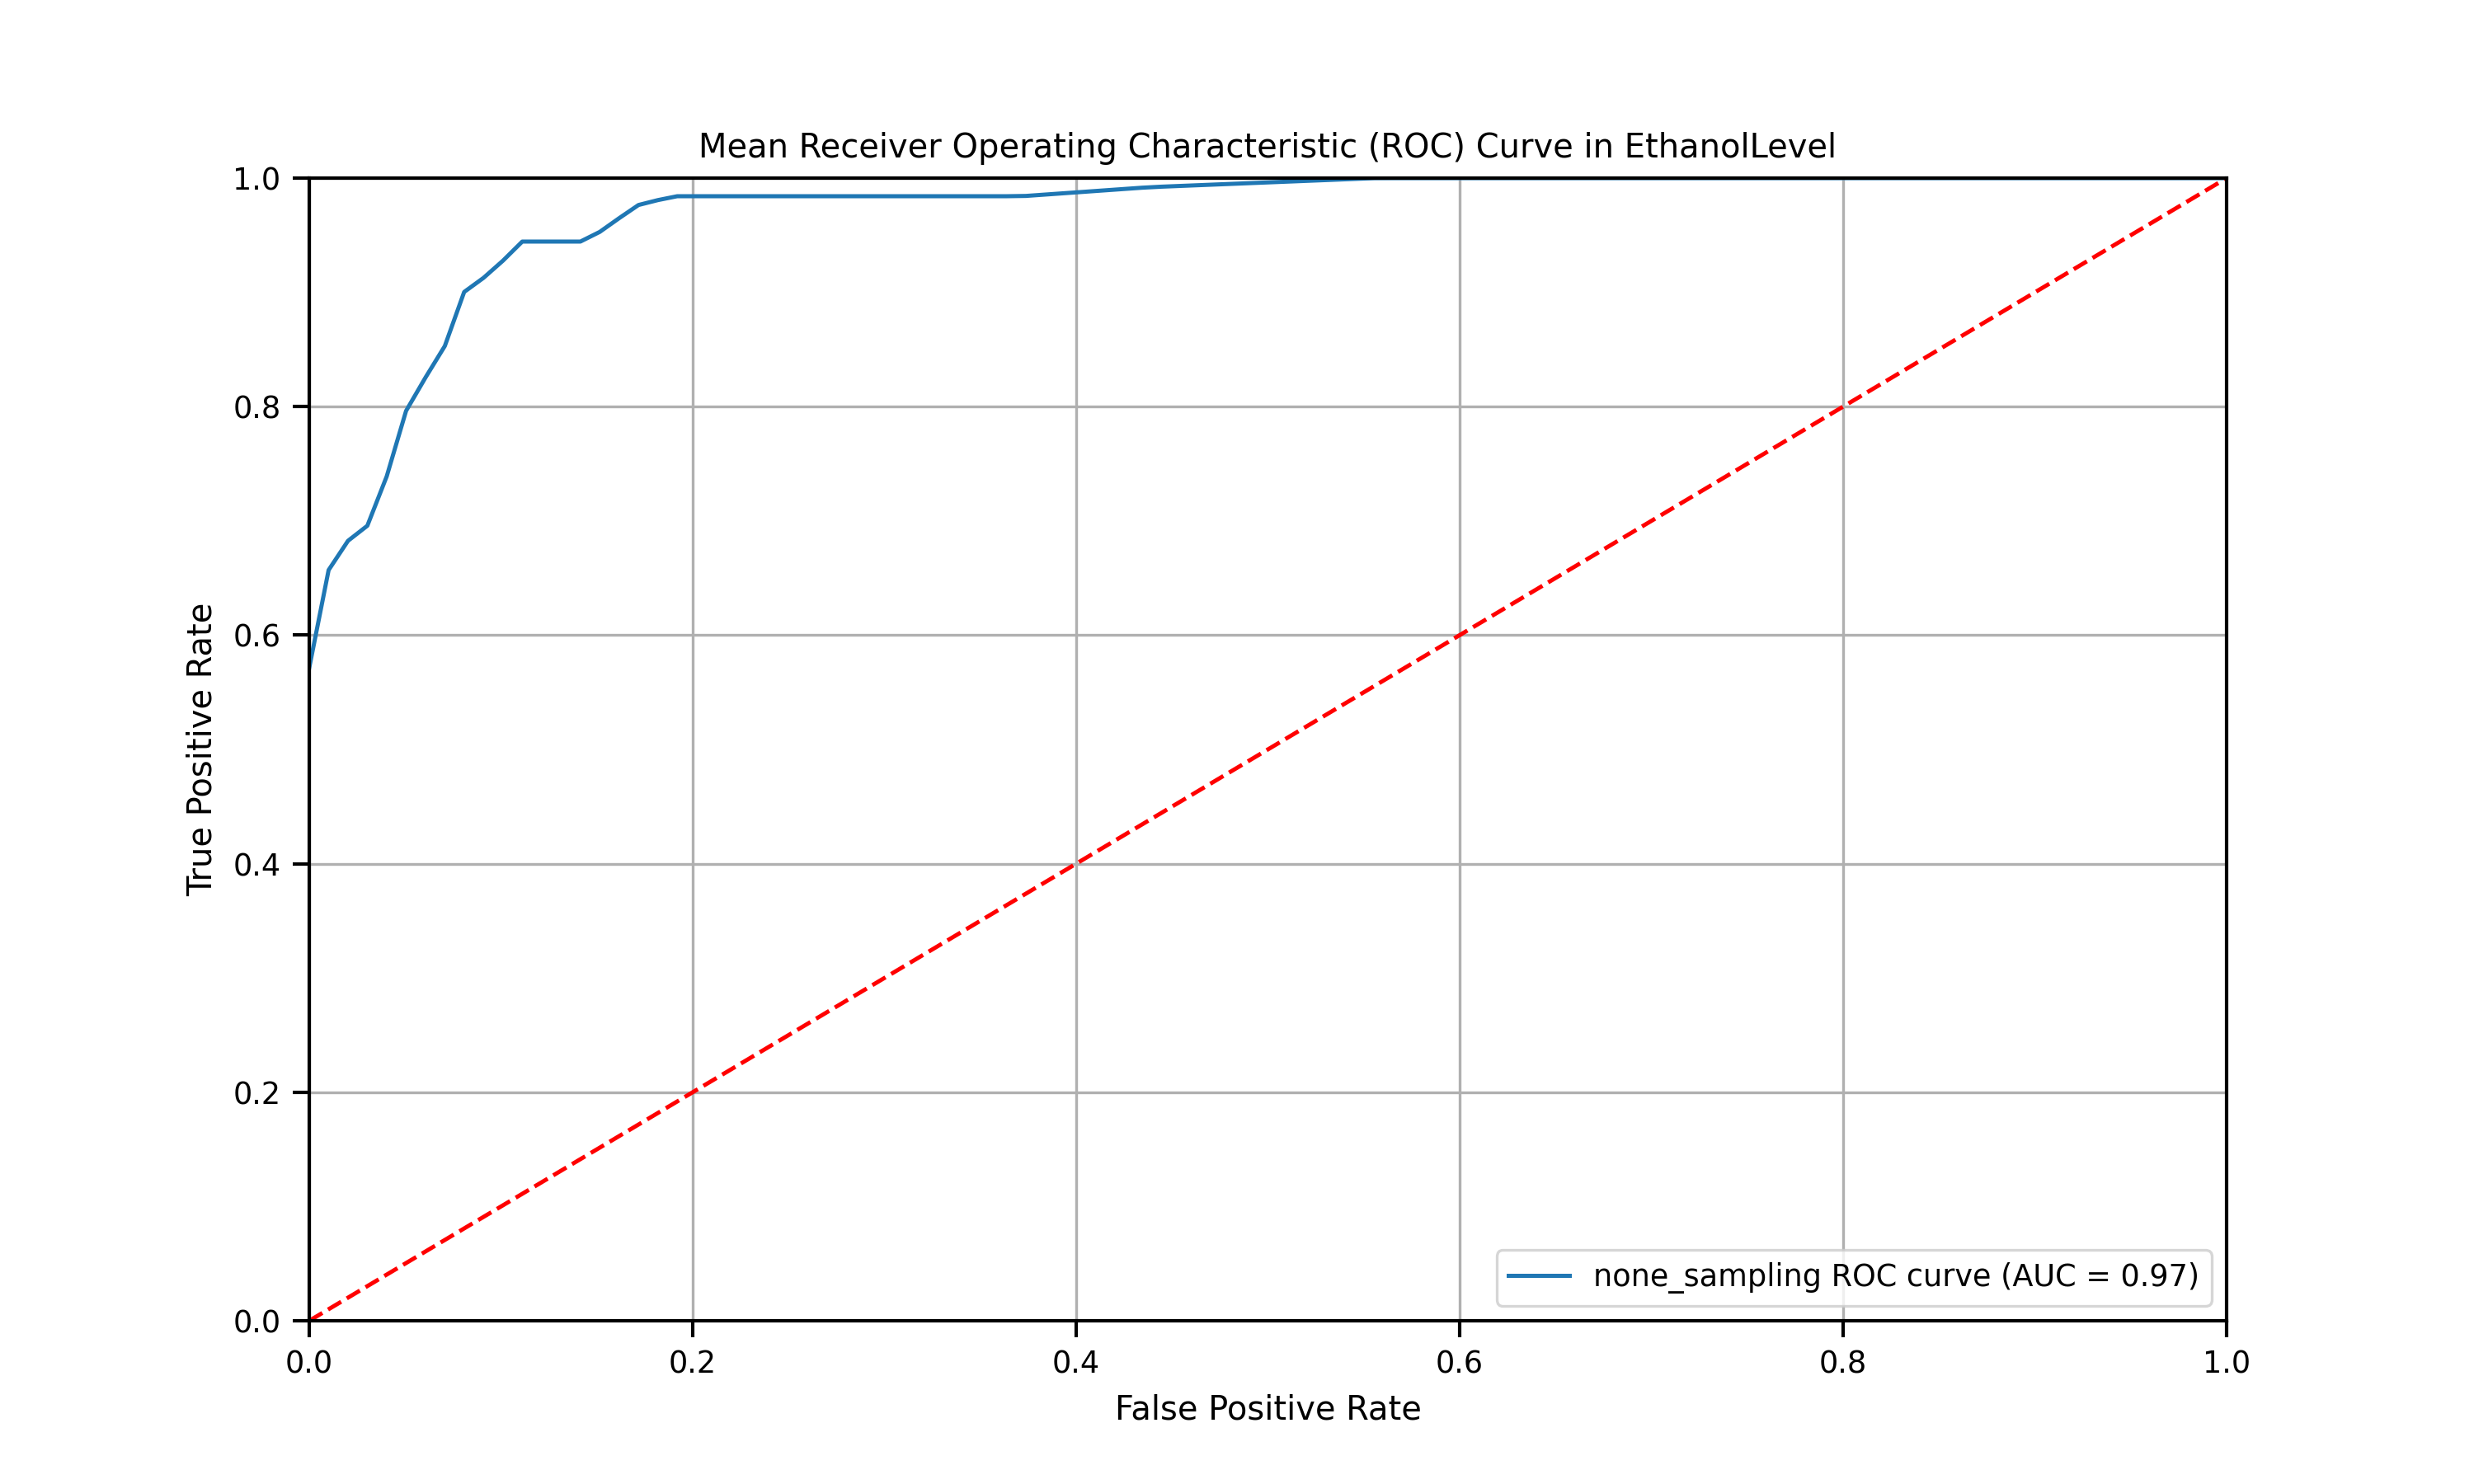 Mean Receiver Operating Characteristic (ROC) Curve in EthanolLevel
1.0
0.8
0.6
0.4
0.2
0.0
True Positive Rate
none_sampling ROC curve (AUC = 0.97)
0.0 0.2 0.4 0.6 0.8 1.0
False Positive Rate